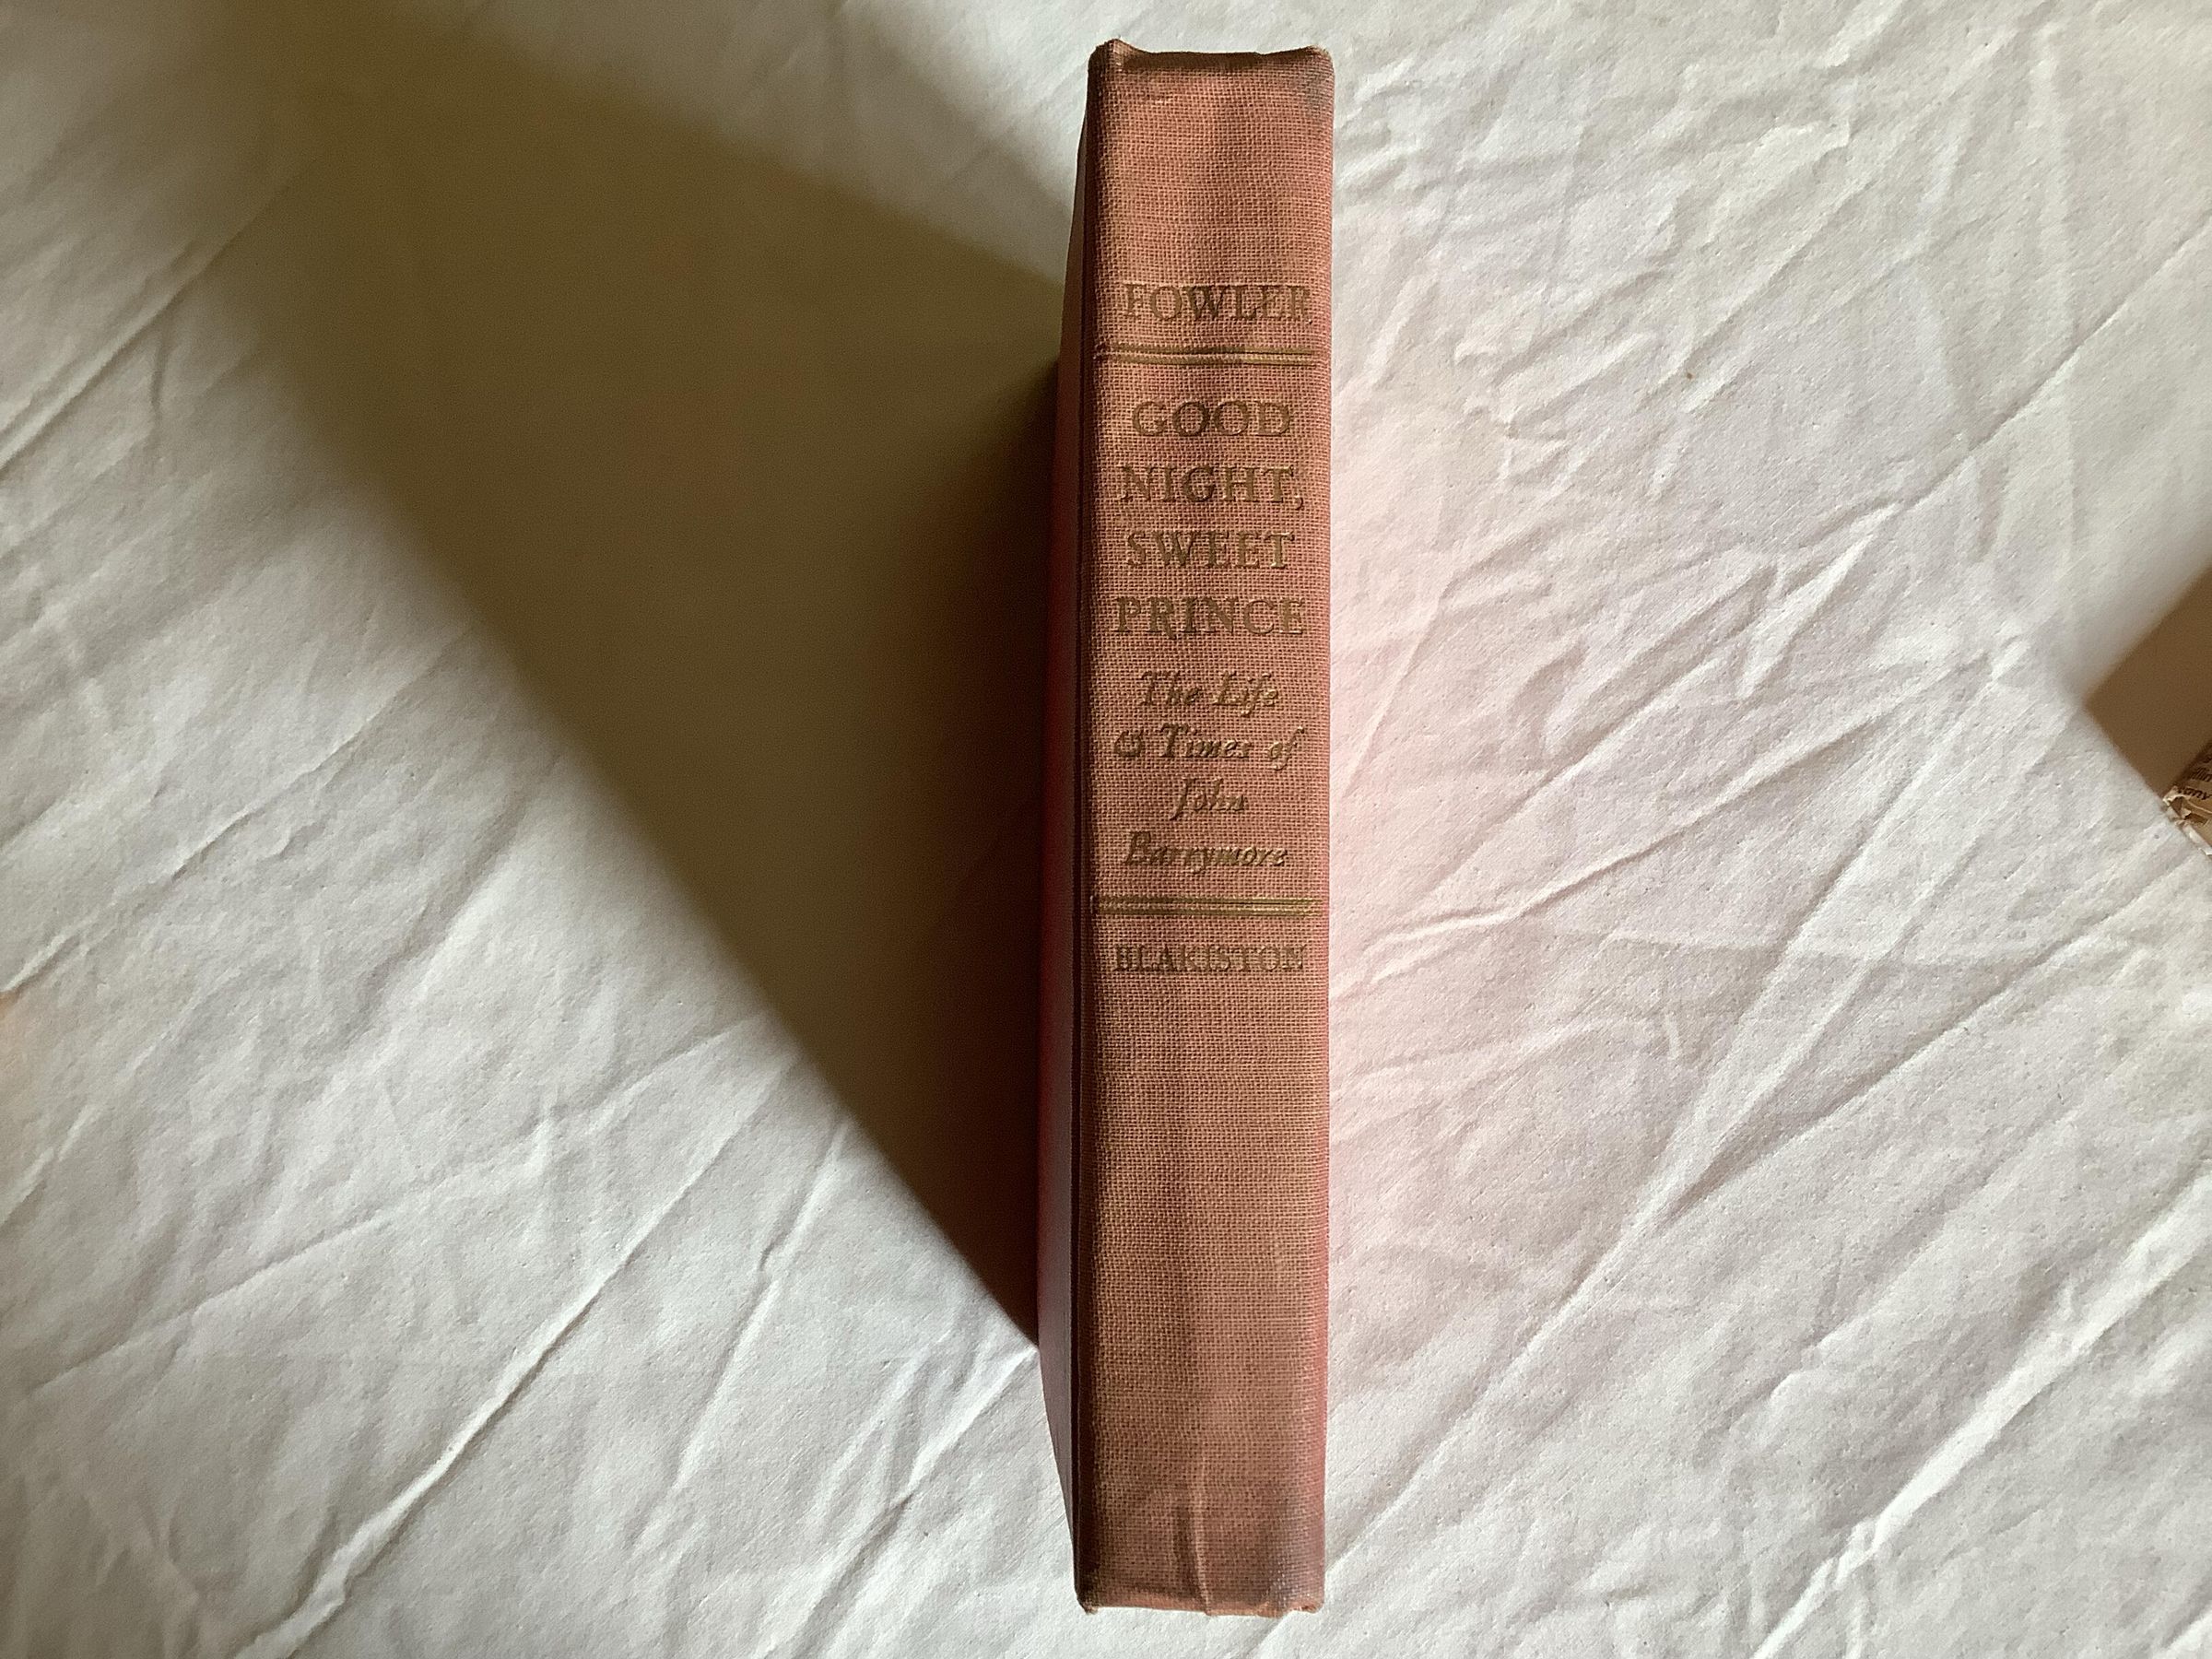 FOWLER
GOOD
NIGHT,
SWEET
PRINCE
The Life
& Times of
John
Barrymore
BLAKISTON